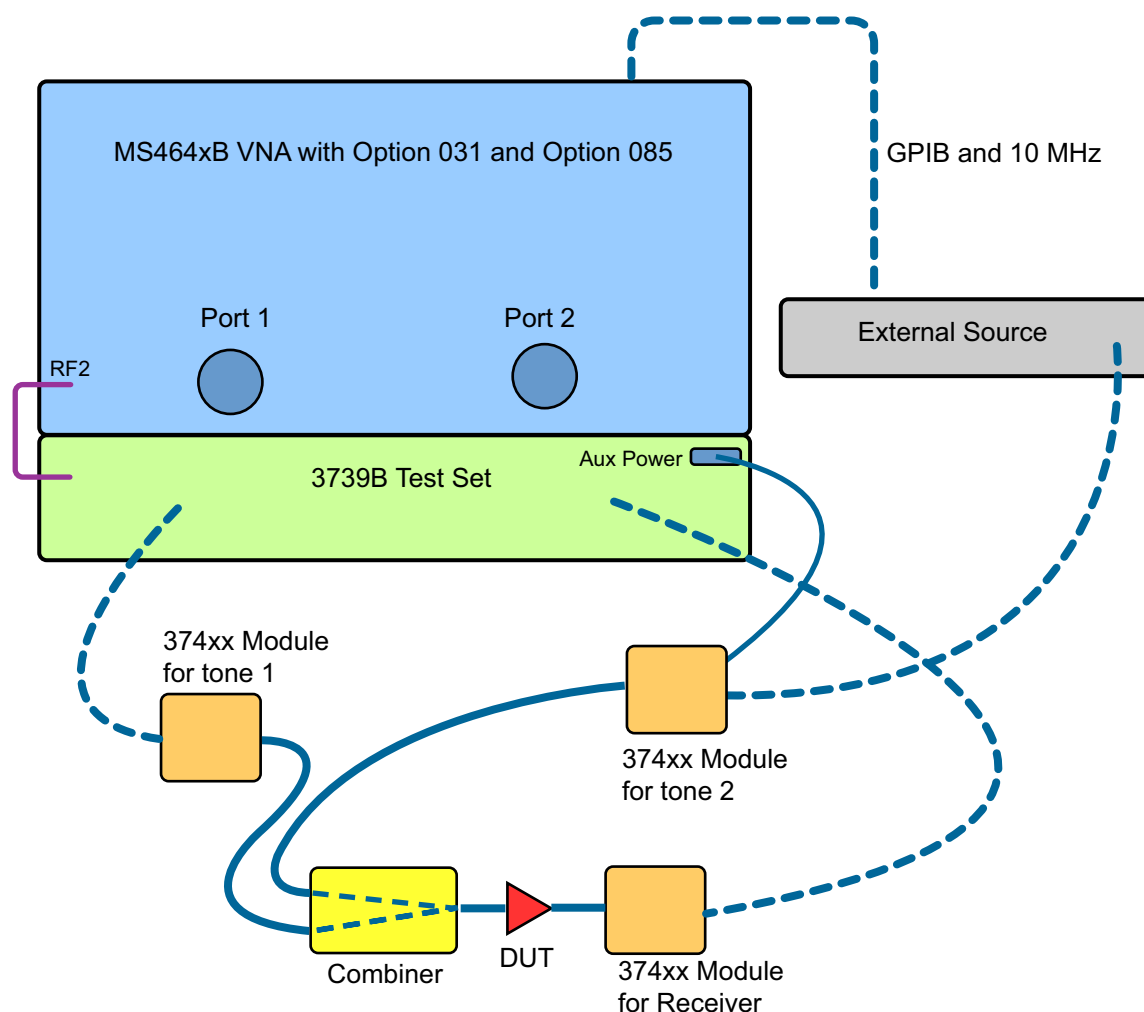 MS464xB VNA with Option 031 and Option 085
GPIB and 10 MHz
Port 1
Port 2
External Source
RF2
Aux Power
3739B Test Set
374xx Module
for tone 1
374xx Module
for tone 2
Combiner
DUT
374xx Module
for Receiver